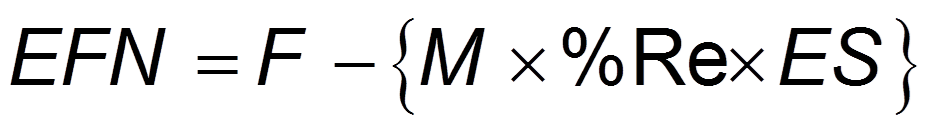 EFN = F − {M × %Re× ES}